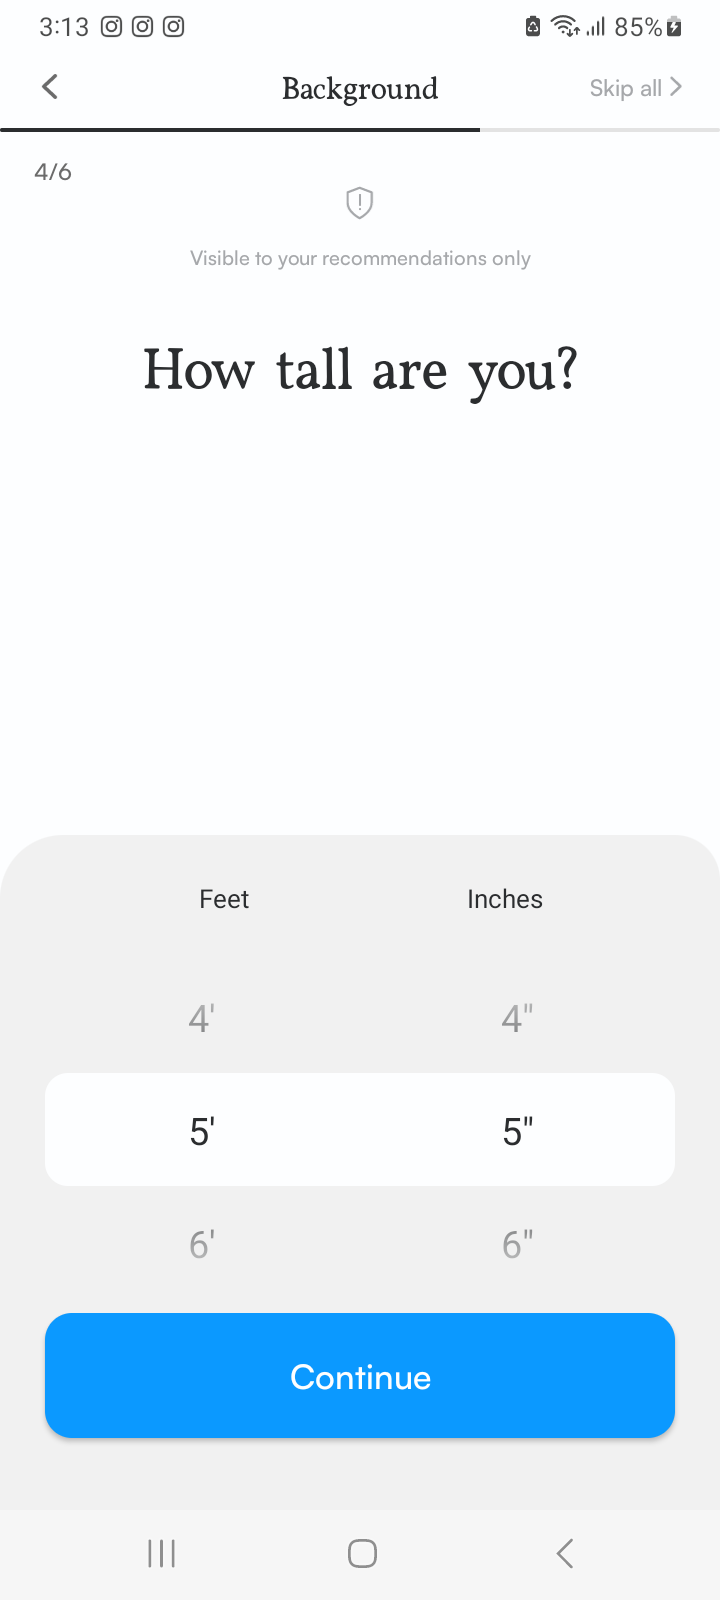 3:13 85%
Background Skip all
4/6
Visible to your recommendations only
How tall are you?
Feet Inches
4' 4"
5' 5"
6' 6"
Continue